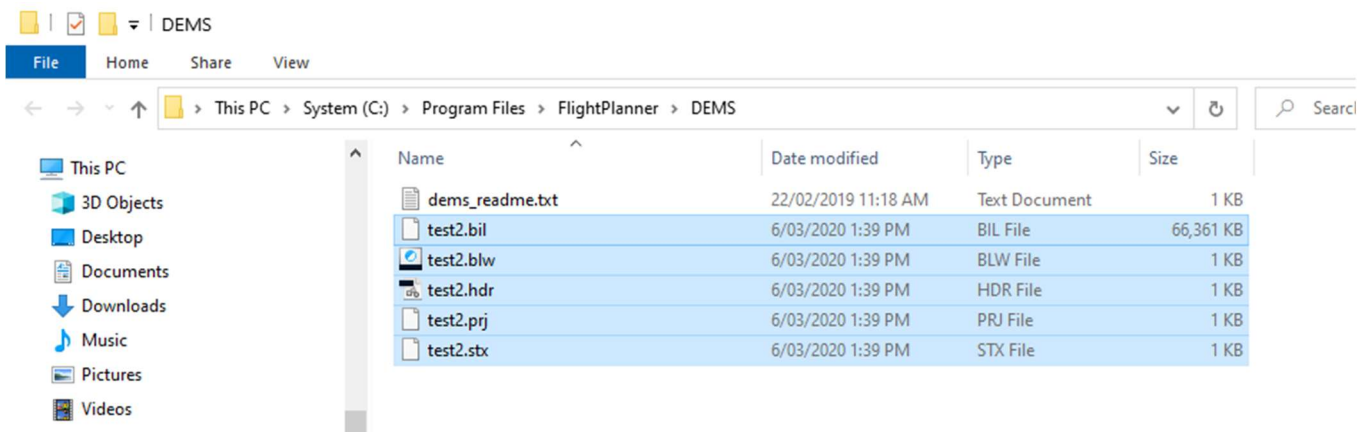 DEMS
File Home Share View
This PC > System (C:) > Program Files > FlightPlanner > DEMS Searc
Name Date modified Type Size
This PC
3D Objects
Desktop
Documents
Downloads
Music
Pictures
Videos
dems_readme.txt 22/02/2019 11:18 AM Text Document 1 KB
test2.bil 6/03/2020 1:39 PM BIL File 66,361 KB
test2.blw 6/03/2020 1:39 PM BLW File 1 KB
test2.hdr 6/03/2020 1:39 PM HDR File 1 KB
test2.prj 6/03/2020 1:39 PM PRJ File 1 KB
test2.stx 6/03/2020 1:39 PM STX File 1 KB